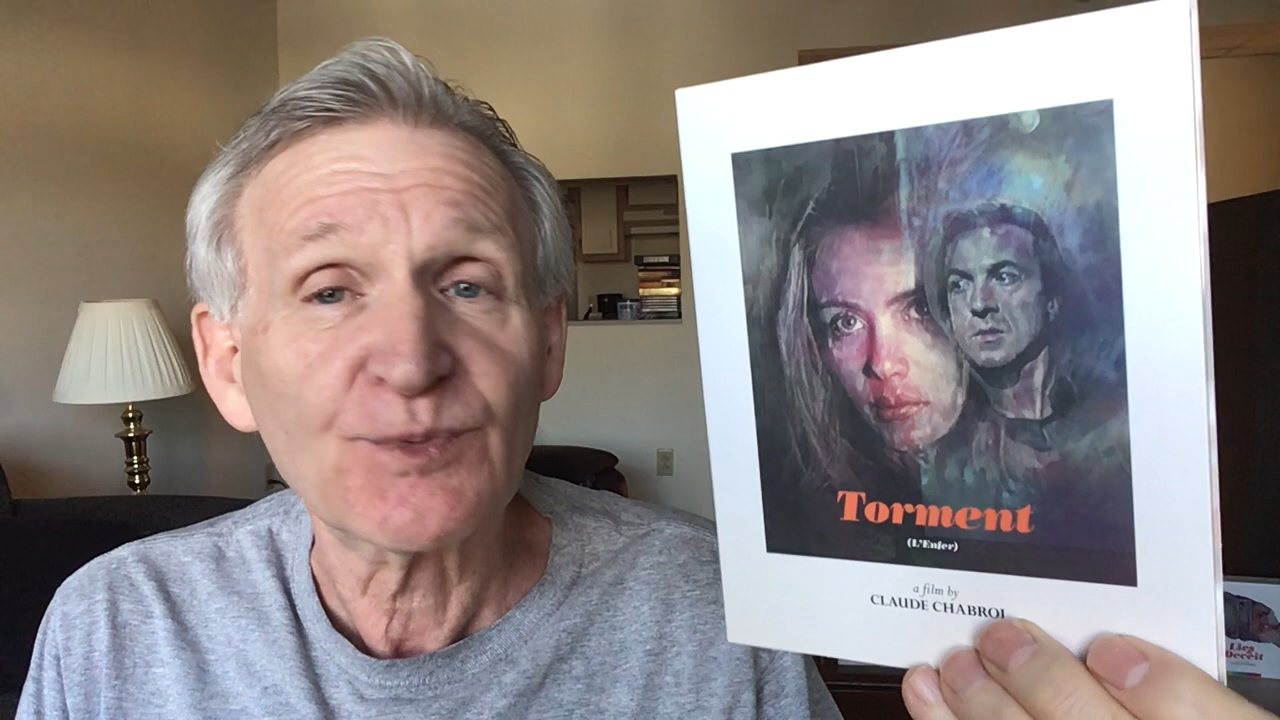 Torment
(L'Enfer)
a film by
CLAUDE CHABROL
Lies
Deceit